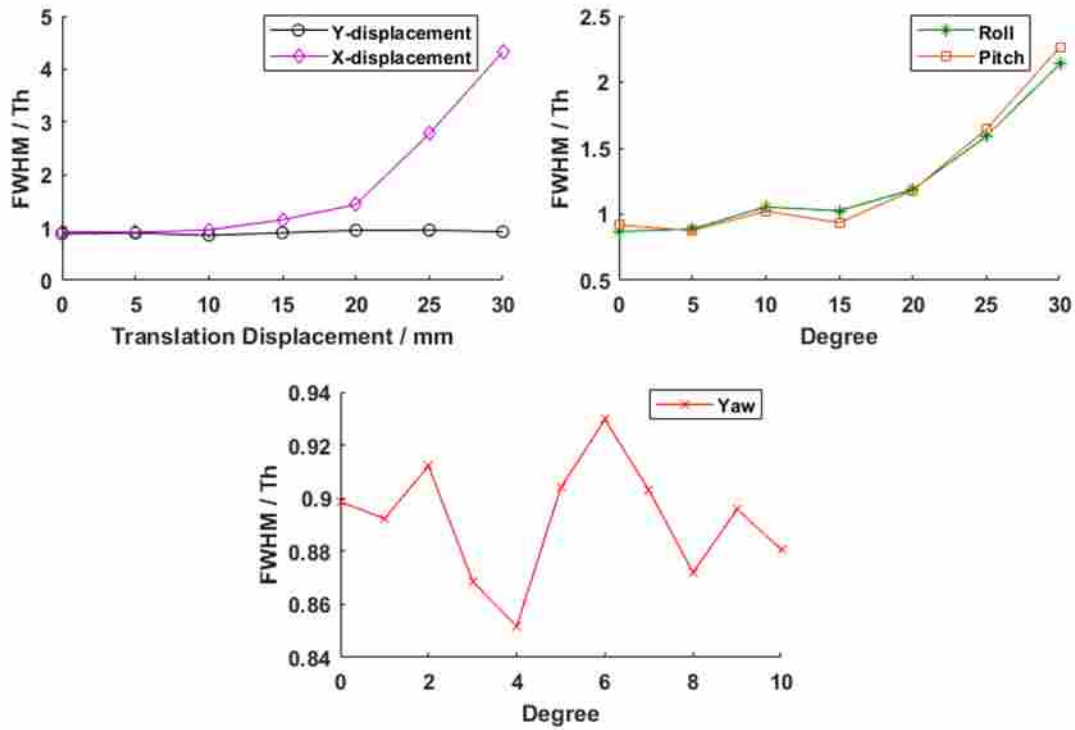 5
4
3
2
1
0
FWHM / Th
Y-displacement
X-displacement
0 5 10 15 20 25 30
Translation Displacement / mm
2.5
2
1.5
1
0.5
FWHM / Th
Roll
Pitch
0 5 10 15 20 25 30
Degree
0.94
0.92
0.9
0.88
0.86
0.84
FWHM / Th
Yaw
0 2 4 6 8 10
Degree